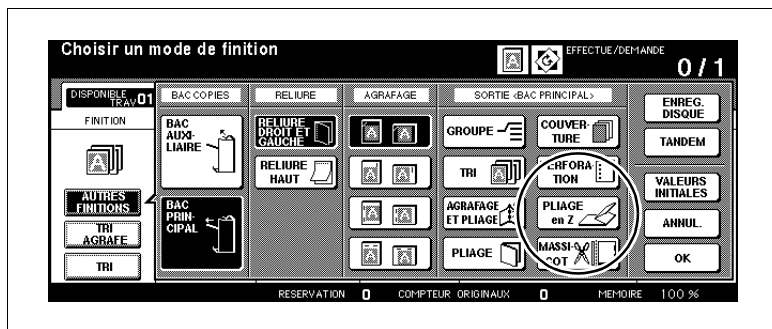 Choisir un mode de finition
EFFECTUE/DEMANDE
0 / 1
DISPONIBLE
TRAV 01
FINITION
AUTRES
FINITIONS
TRI
AGRAFE
TRI
BAC COPIES
BAC
AUXI-
LIAIRE
BAC
PRIN-
CIPAL
RELIURE
RELIURE
DROIT ET
GAUCHE
RELIURE
HAUT
AGRAFAGE
SORTIE <BAC PRINCIPAL>
GROUPE
TRI
AGRAFAGE
ET PLIAGE
PLIAGE
COUVER-
TURE
PERFORA-
TION
PLIAGE
en Z
MASSI-
COT
ENREG.
DISQUE
TANDEM
VALEURS
INITIALES
ANNUL.
OK
RESERVATION 0 COMPTEUR ORIGINAUX 0 MEMOIRE 100 %